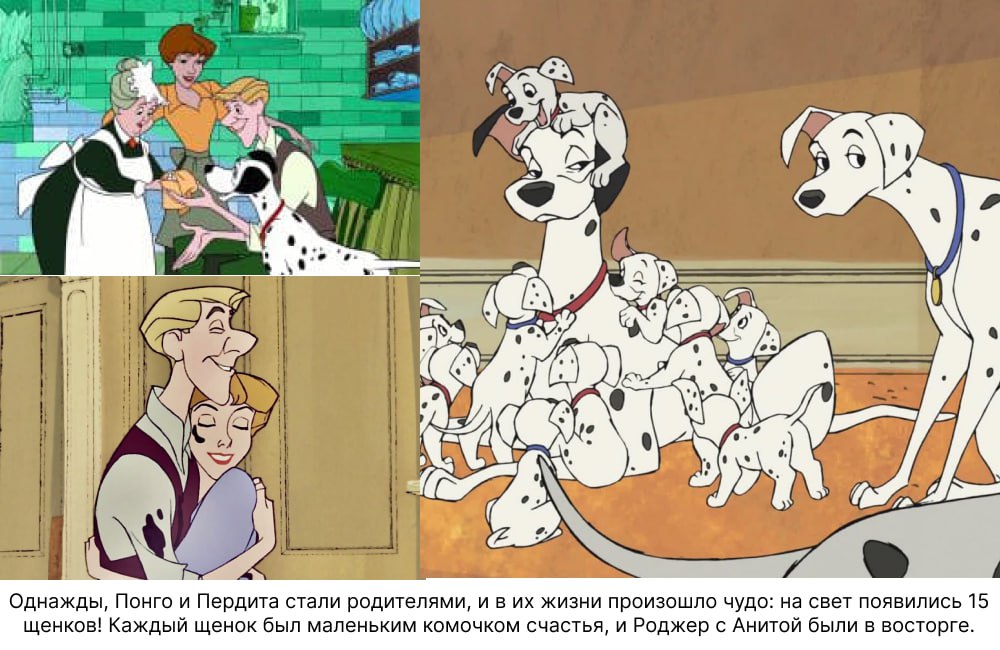 Однажды, Понго и Пердита стали родителями, и в их жизни произошло чудо: на свет появились 15
щенков! Каждый щенок был маленьким комочком счастья, и Роджер с Анитой были в восторге.